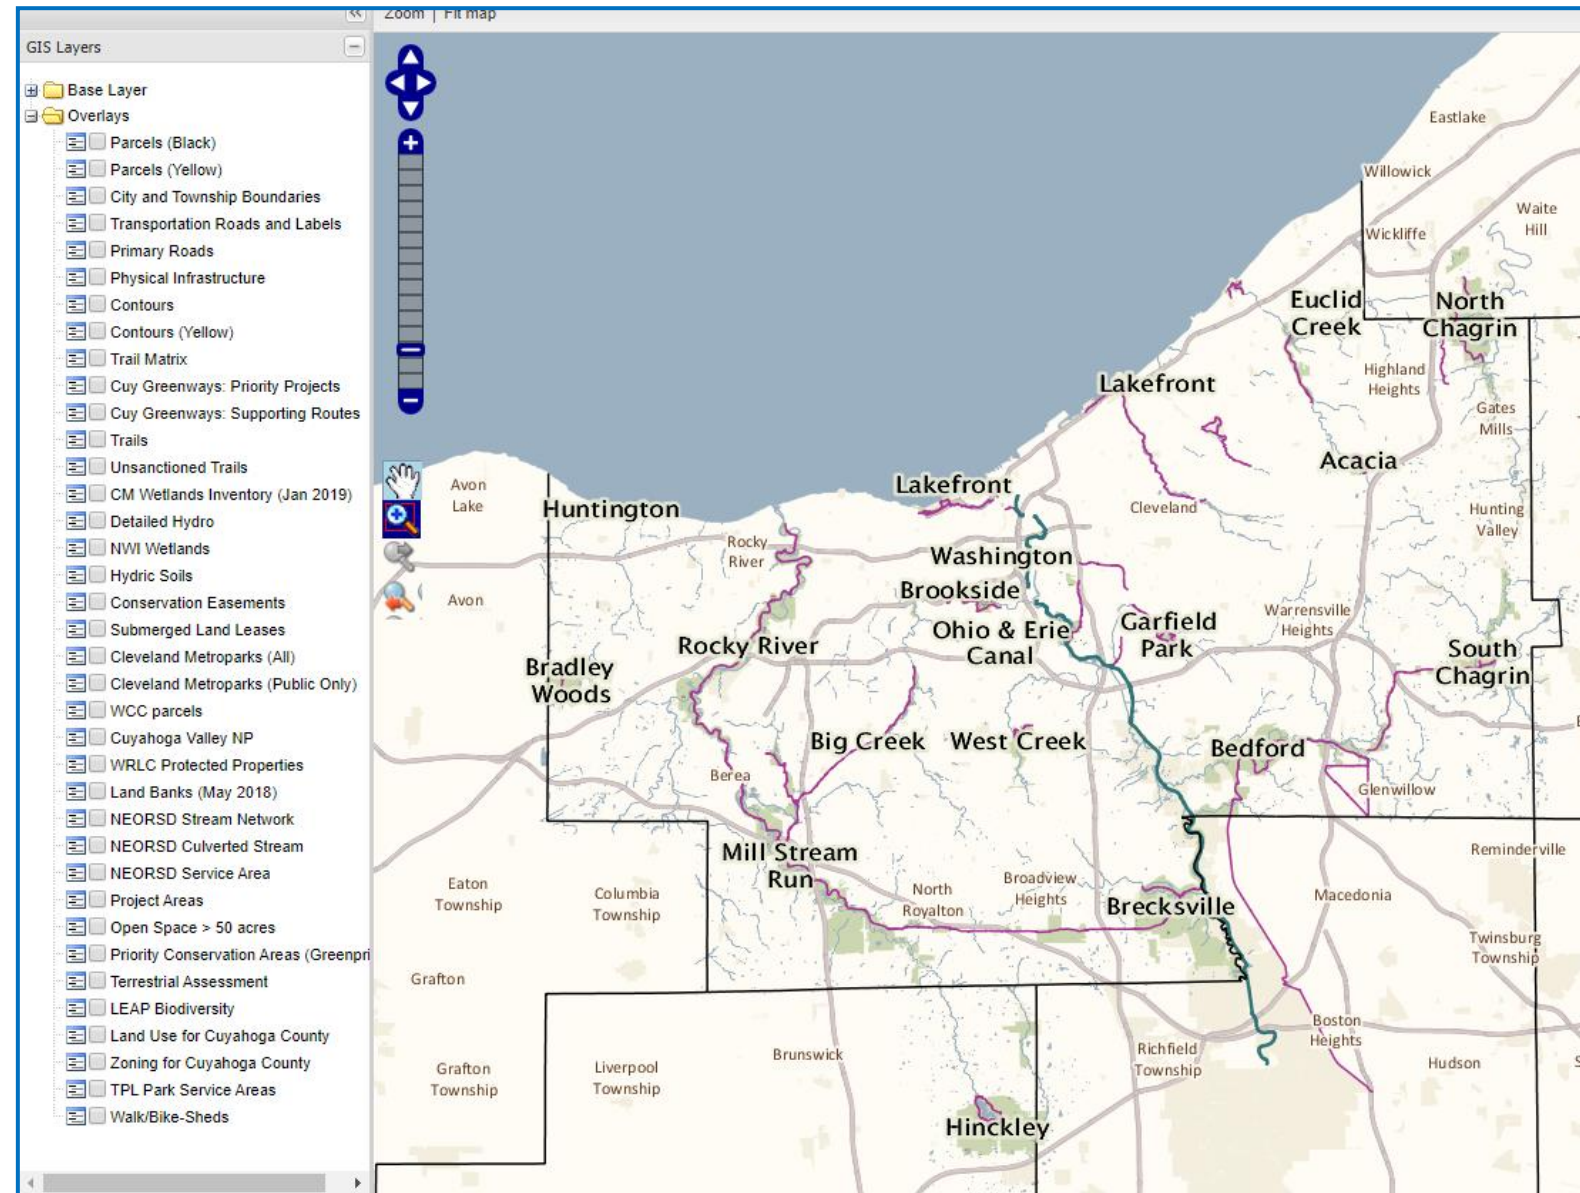 Zoom | Fit map
GIS Layers
Base Layer
Overlays
Parcels (Black)
Parcels (Yellow)
City and Township Boundaries
Transportation Roads and Labels
Primary Roads
Physical Infrastructure
Contours
Contours (Yellow)
Trail Matrix
Cuy Greenways: Priority Projects
Cuy Greenways: Supporting Routes
Trails
Unsanctioned Trails
CM Wetlands Inventory (Jan 2019)
Detailed Hydro
NWI Wetlands
Hydric Soils
Conservation Easements
Submerged Land Leases
Cleveland Metroparks (All)
Cleveland Metroparks (Public Only)
WCC parcels
Cuyahoga Valley NP
WRLC Protected Properties
Land Banks (May 2018)
NEORSD Stream Network
NEORSD Culverted Stream
NEORSD Service Area
Project Areas
Open Space > 50 acres
Priority Conservation Areas (Greenpri
Terrestrial Assessment
LEAP Biodiversity
Land Use for Cuyahoga County
Zoning for Cuyahoga County
TPL Park Service Areas
Walk/Bike-Sheds
Eastlake
Willowick
Waite
Hill
Wickliffe
Euclid
Creek
North
Chagrin
Highland
Heights
Lakefront
Gates
Mills
Acacia
Avon
Lake
Huntington
Lakefront
Cleveland
Hunting
Valley
Rocky
River
Washington
Brookside
Avon
Ohio & Erie
Canal
Garfield
Park
Warrensville
Heights
Rocky River
South
Chagrin
Bradley
Woods
Big Creek
West Creek
Bedford
Berea
Glenwillow
Mill Stream
Run
Reminderville
Eaton
Township
Columbia
Township
North
Royalton
Broadview
Heights
Brecksville
Macedonia
Twinsburg
Township
Grafton
Boston
Heights
Brunswick
Richfield
Township
Hudson
Grafton
Township
Liverpool
Township
Hinckley